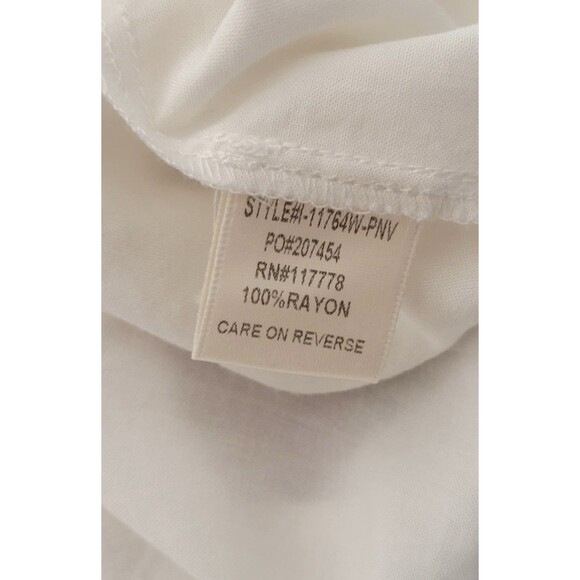 STYLE#I-11764W-PNV
PO#207454
RN#117778
100%RAYON
CARE ON REVERSE